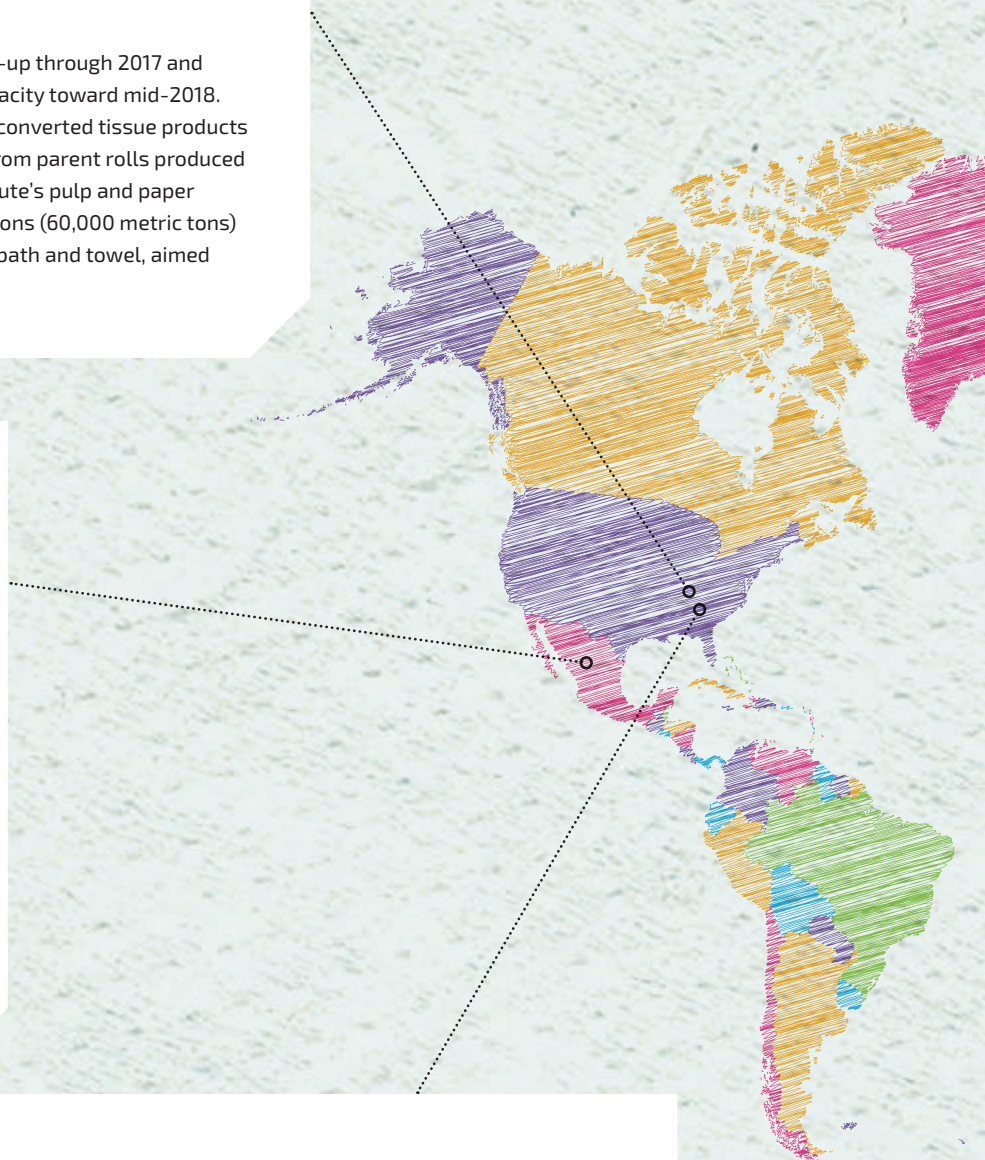 -up through 2017 and
acity toward mid-2018.
converted tissue products
rom parent rolls produced
ute's pulp and paper
ons (60,000 metric tons)
bath and towel, aimed